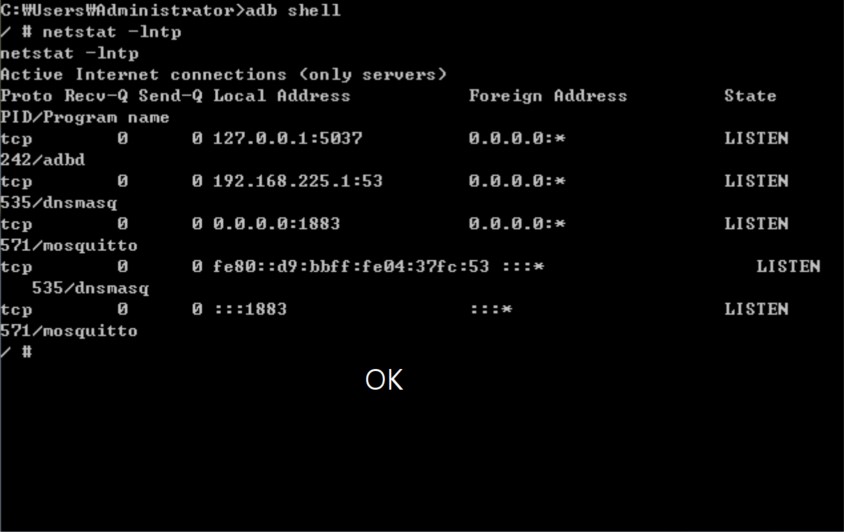 C:₩Users₩Administrator>adb shell
/ # netstat -lntp
netstat -lntp
Active Internet connections (only servers)
Proto Recv-Q Send-Q Local Address           Foreign Address         State
PID/Program name
tcp        0      0 127.0.0.1:5037          0.0.0.0:*               LISTEN
242/adbd
tcp        0      0 192.168.225.1:53        0.0.0.0:*               LISTEN
535/dnsmasq
tcp        0      0 0.0.0.0:1883            0.0.0.0:*               LISTEN
571/mosquitto
tcp        0      0 fe80::d9:bbff:fe04:37fc:53 :::*                    LISTEN
   535/dnsmasq
tcp        0      0 :::1883                 :::*                    LISTEN
571/mosquitto
/ #
OK